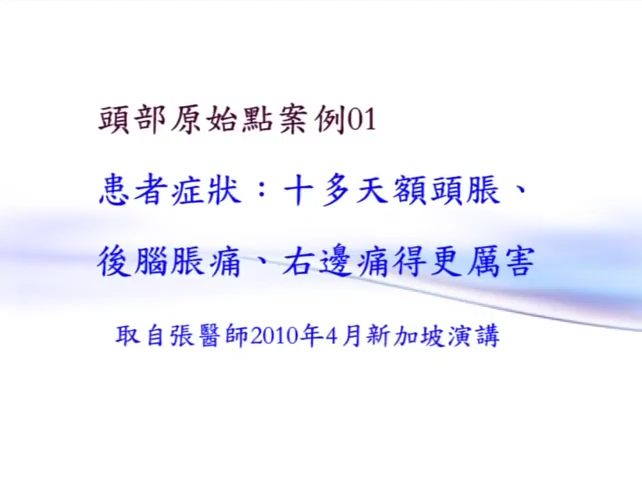 頭部原始點案例01
患者症狀：十多天額頭脹、
後腦脹痛、右邊痛得更厲害
取自張醫師2010年4月新加坡演講